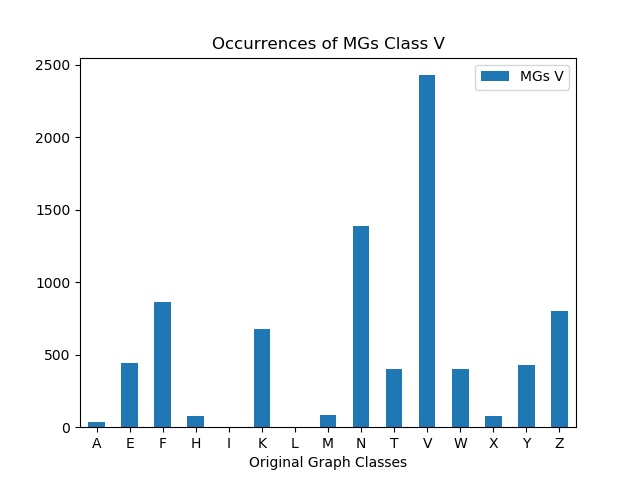 Occurrences of MGs Class V
MGs V
2500
2000
1500
1000
500
0
A E F H I K L M N T V W X Y Z
Original Graph Classes